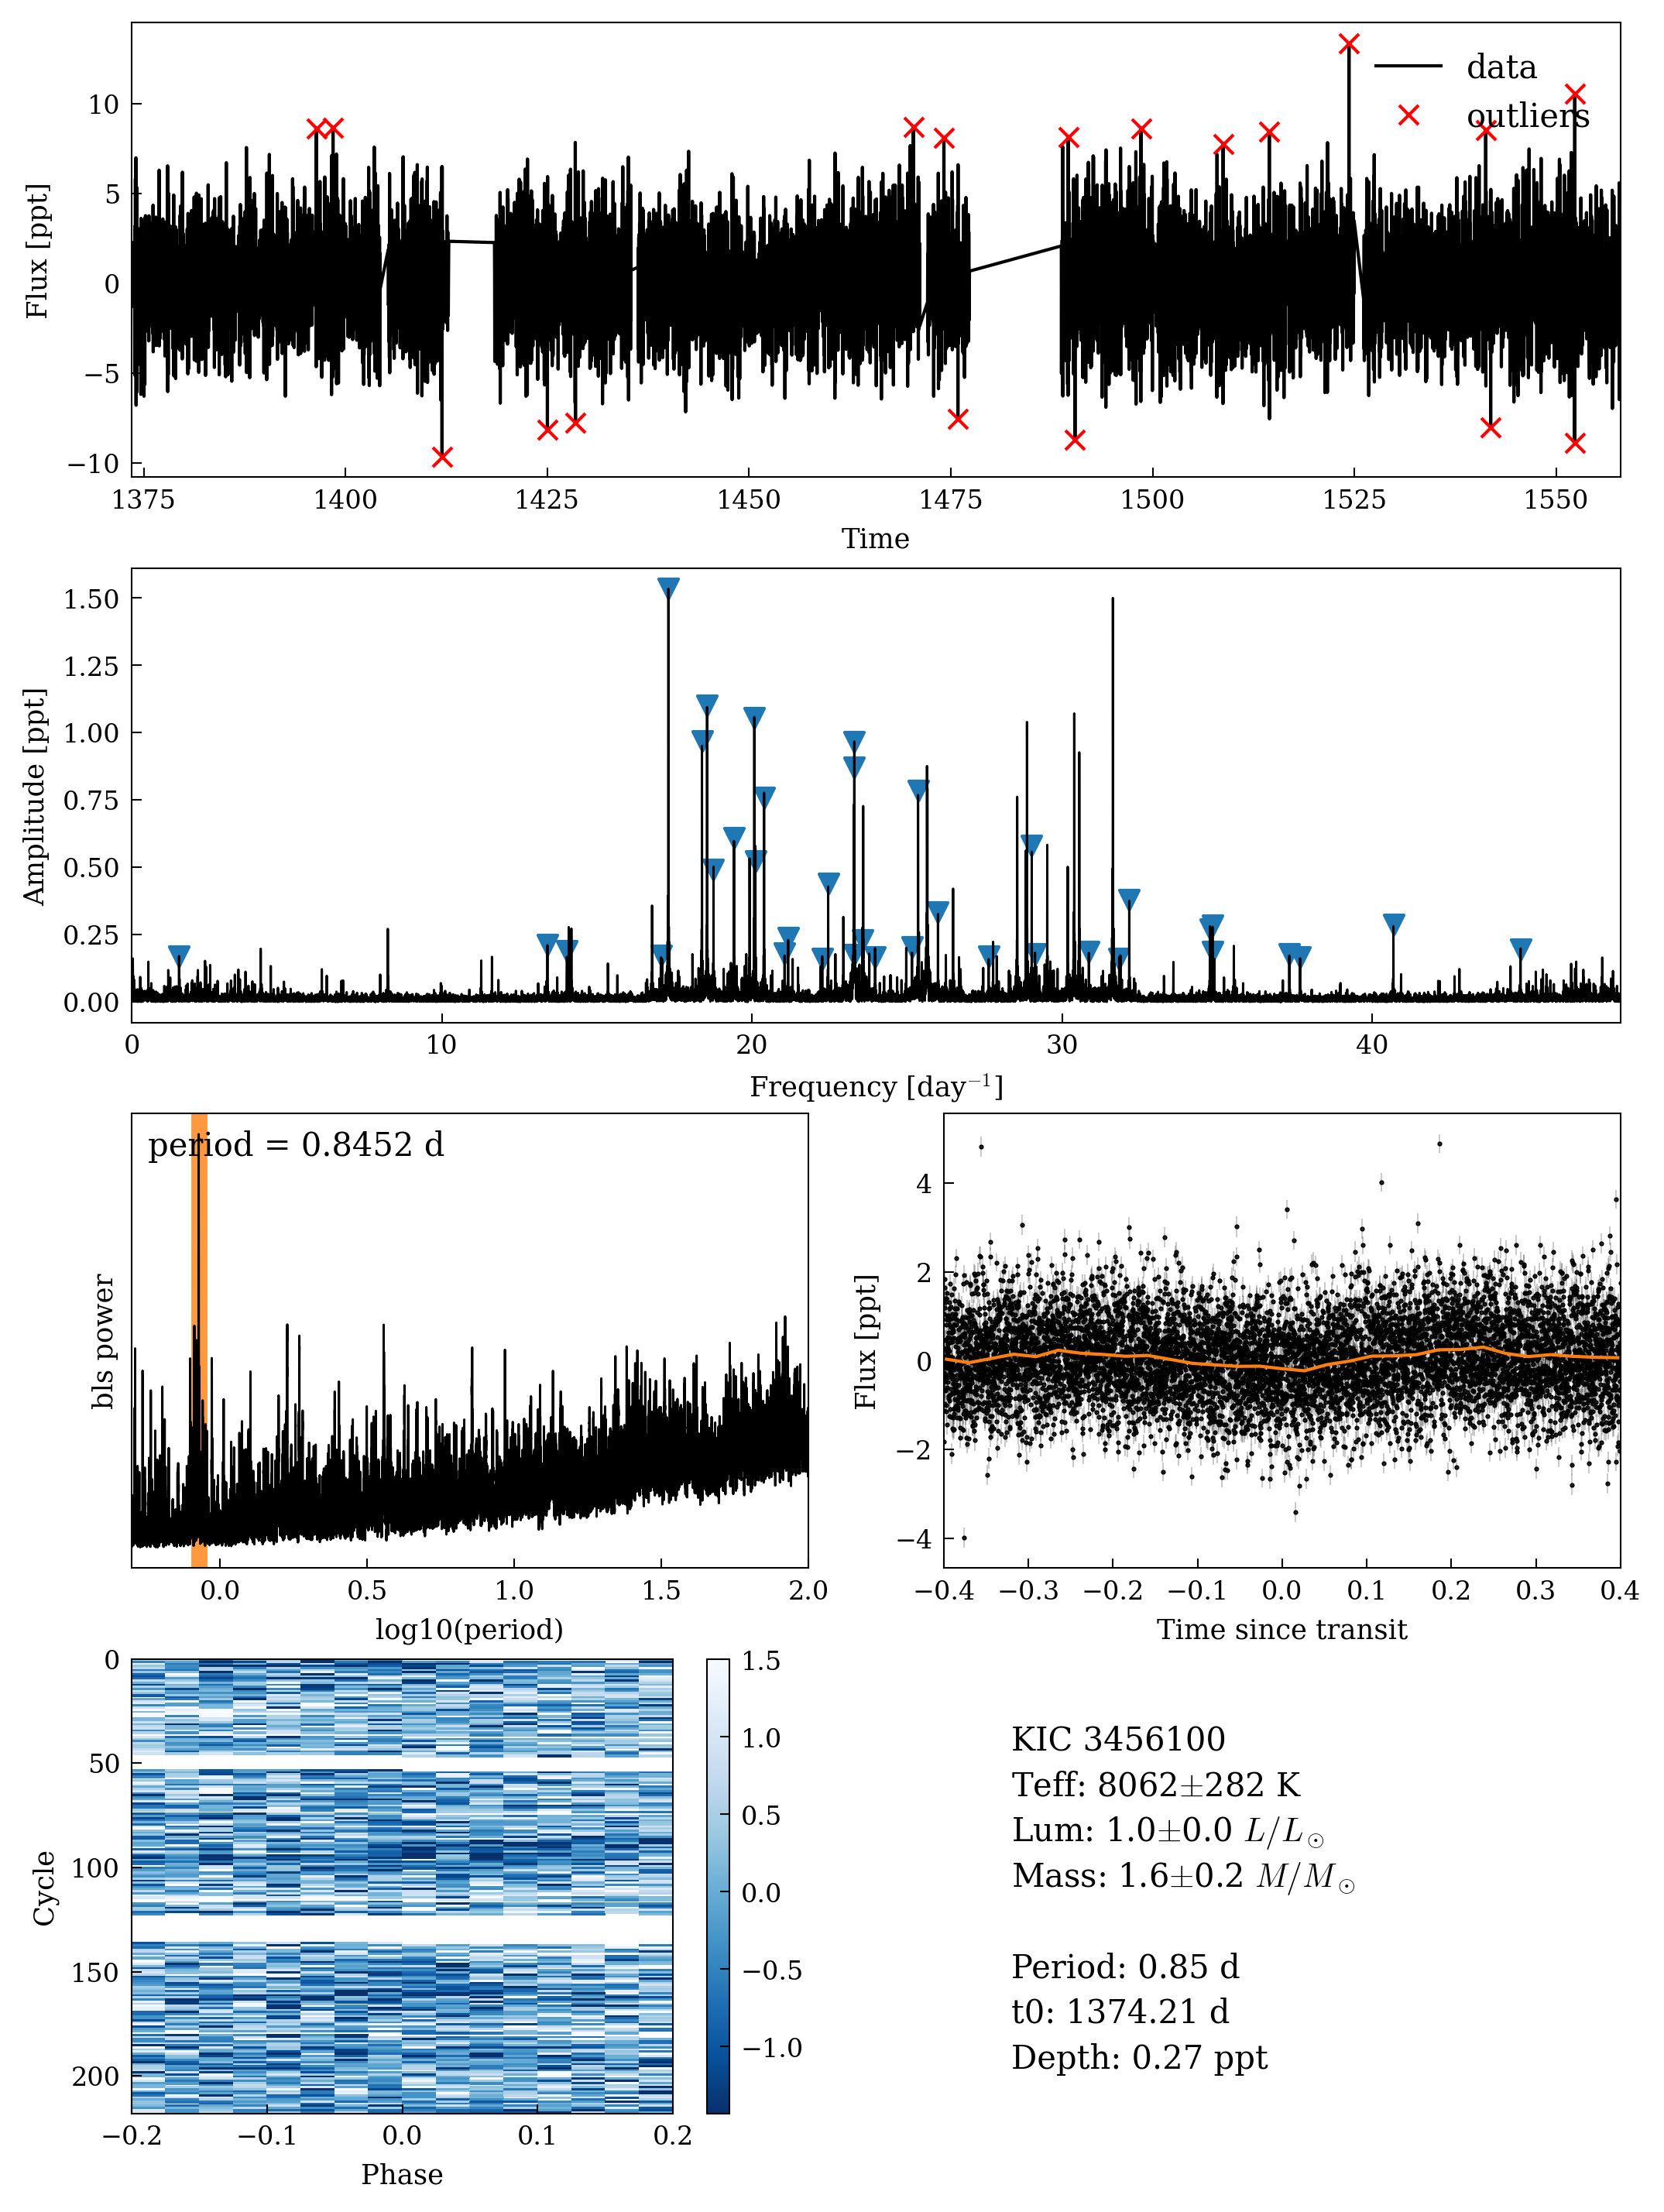 data
outliers
10
5
0
−5
−10
Flux [ppt]
1375 1400 1425 1450 1475 1500 1525 1550
Time
1.50
1.25
1.00
0.75
0.50
0.25
0.00
Amplitude [ppt]
0 10 20 30 40
Frequency [day⁻¹]
period = 0.8452 d
bls power
0.0 0.5 1.0 1.5 2.0
log10(period)
4
2
0
−2
−4
Flux [ppt]
−0.4 −0.3 −0.2 −0.1 0.0 0.1 0.2 0.3 0.4
Time since transit
0
50
100
150
200
Cycle
−0.2 −0.1 0.0 0.1 0.2
Phase
1.5
1.0
0.5
0.0
−0.5
−1.0
KIC 3456100
Teff: 8062±282 K
Lum: 1.0±0.0 L/L☉
Mass: 1.6±0.2 M/M☉
Period: 0.85 d
t0: 1374.21 d
Depth: 0.27 ppt